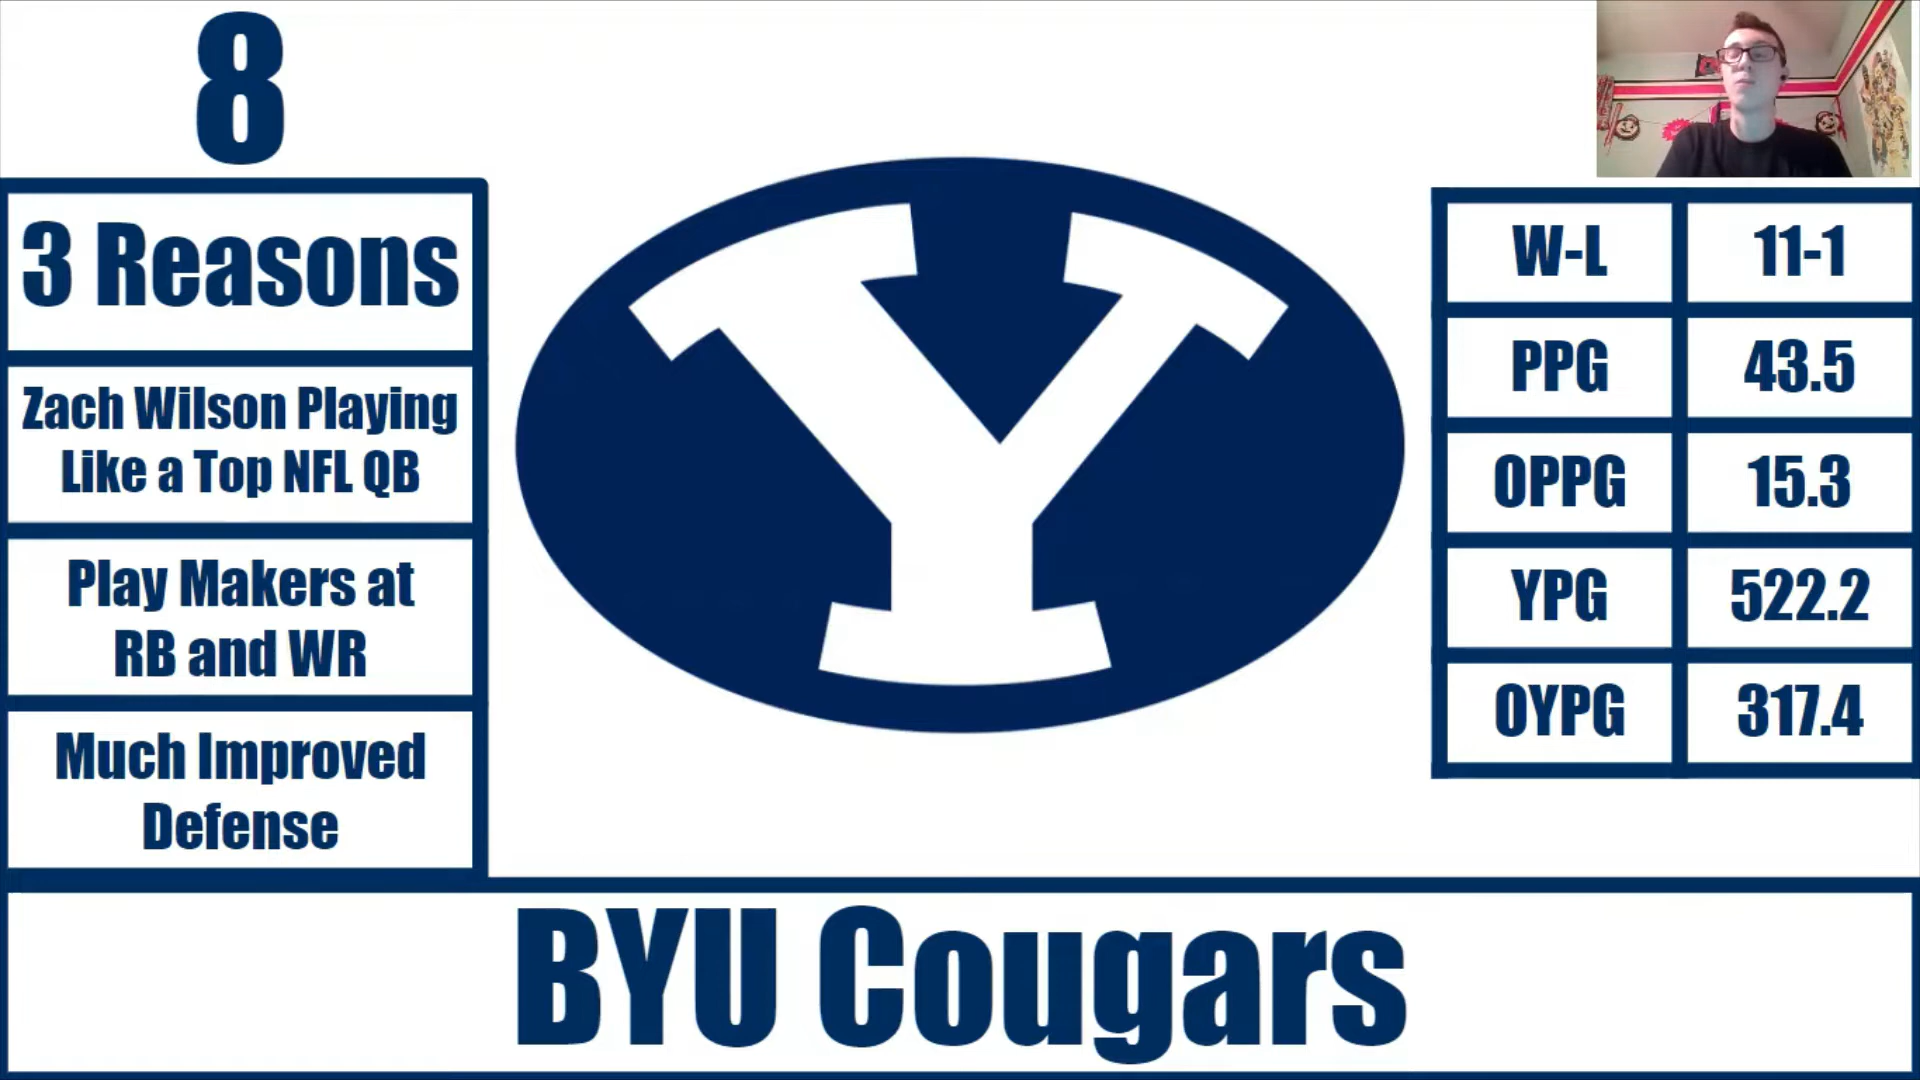 8
3 Reasons
Zach Wilson Playing
Like a Top NFL QB
Play Makers at
RB and WR
Much Improved
Defense
Y
W-L 11-1
PPG 43.5
OPPG 15.3
YPG 522.2
OYPG 317.4
BYU Cougars